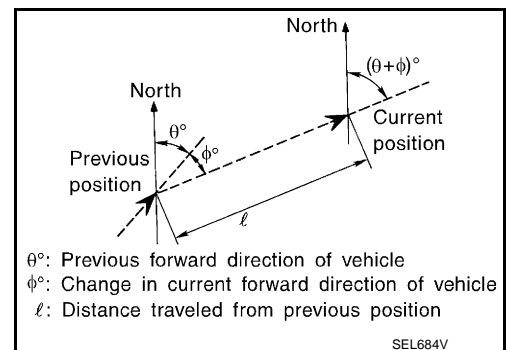 North
(θ+ϕ)°
North
θ°
ϕ°
Current
position
Previous
position
ℓ
θ°: Previous forward direction of vehicle
ϕ°: Change in current forward direction of vehicle
ℓ: Distance traveled from previous position
SEL684V